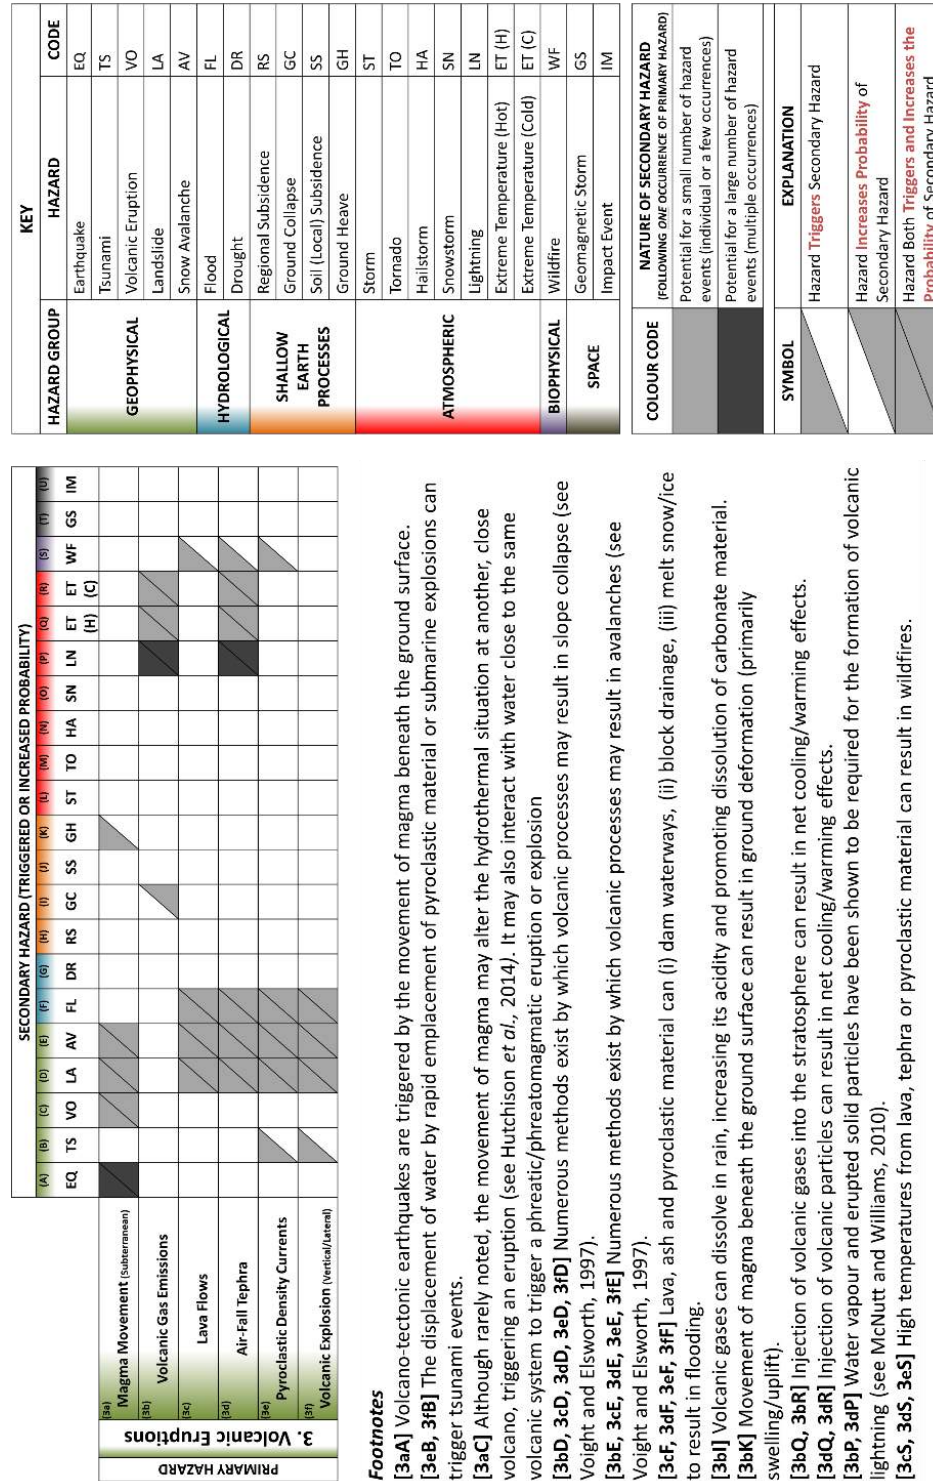 SECONDARY HAZARD (TRIGGERED OR INCREASED PROBABILITY)
(A) (B) (C) (D) (E) (F) (G) (H) (I) (J) (K) (L) (M) (N) (O) (P) (Q) (R) (S) (T) (U)
EQ TS VO LA AV FL DR RS GC SS GH ST TO HA SN LN ET (H) ET (C) WF GS IM
PRIMARY HAZARD
3. Volcanic Eruptions
(3a) Magma Movement (Subterranean)
(3b) Volcanic Gas Emissions
(3c) Lava Flows
(3d) Air-Fall Tephra
(3e) Pyroclastic Density Currents
(3f) Volcanic Explosion (Vertical/Lateral)
Footnotes
[3aA] Volcano-tectonic earthquakes are triggered by the movement of magma beneath the ground surface.
[3eB, 3fB] The displacement of water by rapid emplacement of pyroclastic material or submarine explosions can
trigger tsunami events.
[3aC] Although rarely noted, the movement of magma may alter the hydrothermal situation at another, close
volcano, triggering an eruption (see Hutchison et al., 2014). It may also interact with water close to the same
volcanic system to trigger a phreatic/phreatomagmatic eruption or explosion
[3bD, 3cD, 3dD, 3eD, 3fD] Numerous methods exist by which volcanic processes may result in slope collapse (see
Voight and Elsworth, 1997).
[3bE, 3cE, 3dE, 3eE, 3fE] Numerous methods exist by which volcanic processes may result in avalanches (see
Voight and Elsworth, 1997).
[3cF, 3dF, 3eF, 3fF] Lava, ash and pyroclastic material can (i) dam waterways, (ii) block drainage, (iii) melt snow/ice
to result in flooding.
[3bI] Volcanic gases can dissolve in rain, increasing its acidity and promoting dissolution of carbonate material.
[3bK] Movement of magma beneath the ground surface can result in ground deformation (primarily
swelling/uplift).
[3bQ, 3bR] Injection of volcanic gases into the stratosphere can result in net cooling/warming effects.
[3dQ, 3dR] Injection of volcanic particles can result in net cooling/warming effects.
[3bP, 3dP] Water vapour and erupted solid particles have been shown to be required for the formation of volcanic
lightning (see McNutt and Williams, 2010).
[3cS, 3dS, 3eS] High temperatures from lava, tephra or pyroclastic material can result in wildfires.
KEY
HAZARD GROUP HAZARD CODE
GEOPHYSICAL
Earthquake EQ
Tsunami TS
Volcanic Eruption VO
Landslide LA
Snow Avalanche AV
HYDROLOGICAL
Flood FL
Drought DR
SHALLOW
EARTH
PROCESSES
Regional Subsidence RS
Ground Collapse GC
Soil (Local) Subsidence SS
Ground Heave GH
ATMOSPHERIC
Storm ST
Tornado TO
Hailstorm HA
Snowstorm SN
Lightning LN
Extreme Temperature (Hot) ET (H)
Extreme Temperature (Cold) ET (C)
BIOPHYSICAL
Wildfire WF
SPACE
Geomagnetic Storm GS
Impact Event IM
COLOUR CODE
NATURE OF SECONDARY HAZARD
(FOLLOWING ONE OCCURRENCE OF PRIMARY HAZARD)
Potential for a small number of hazard
events (individual or a few occurrences)
Potential for a large number of hazard
events (multiple occurrences)
SYMBOL EXPLANATION
Hazard Triggers Secondary Hazard
Hazard Increases Probability of
Secondary Hazard
Hazard Both Triggers and Increases the
Probability of Secondary Hazard